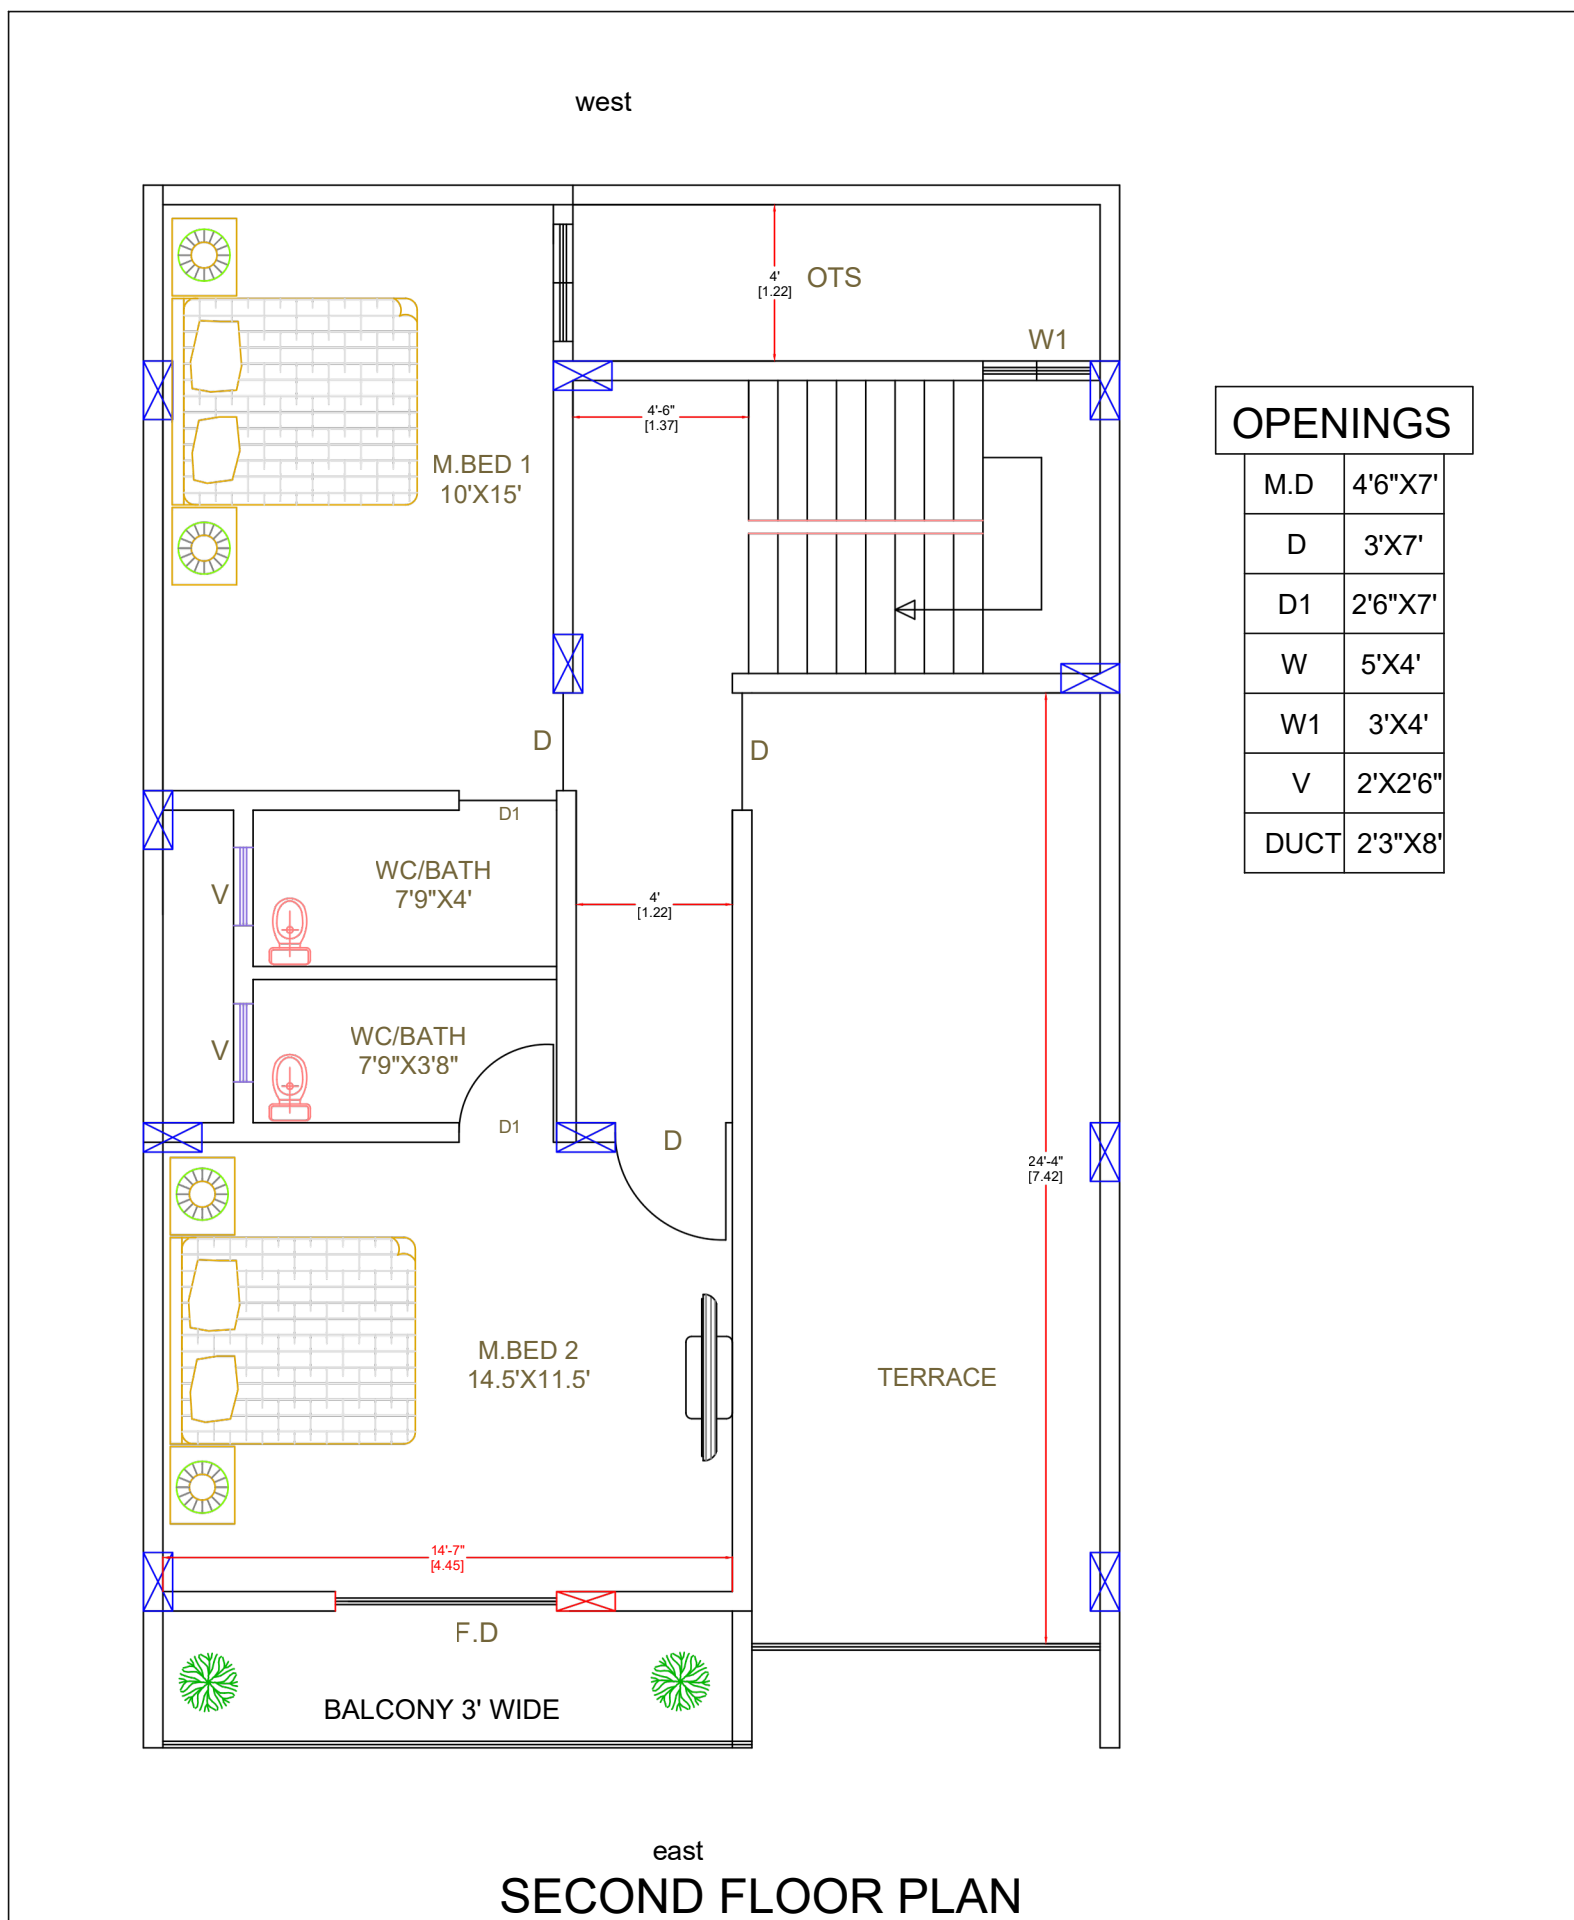 west
OTS
4'
[1.22]
W1
4'-6"
[1.37]
M.BED 1
10'X15'
D
D
D1
WC/BATH
7'9"X4'
V
4'
[1.22]
WC/BATH
7'9"X3'8"
V
D1
D
24'-4"
[7.42]
M.BED 2
14.5'X11.5'
TERRACE
14'-7"
[4.45]
F.D
BALCONY 3' WIDE
OPENINGS
M.D 4'6"X7'
D 3'X7'
D1 2'6"X7'
W 5'X4'
W1 3'X4'
V 2'X2'6"
DUCT 2'3"X8'
east
SECOND FLOOR PLAN